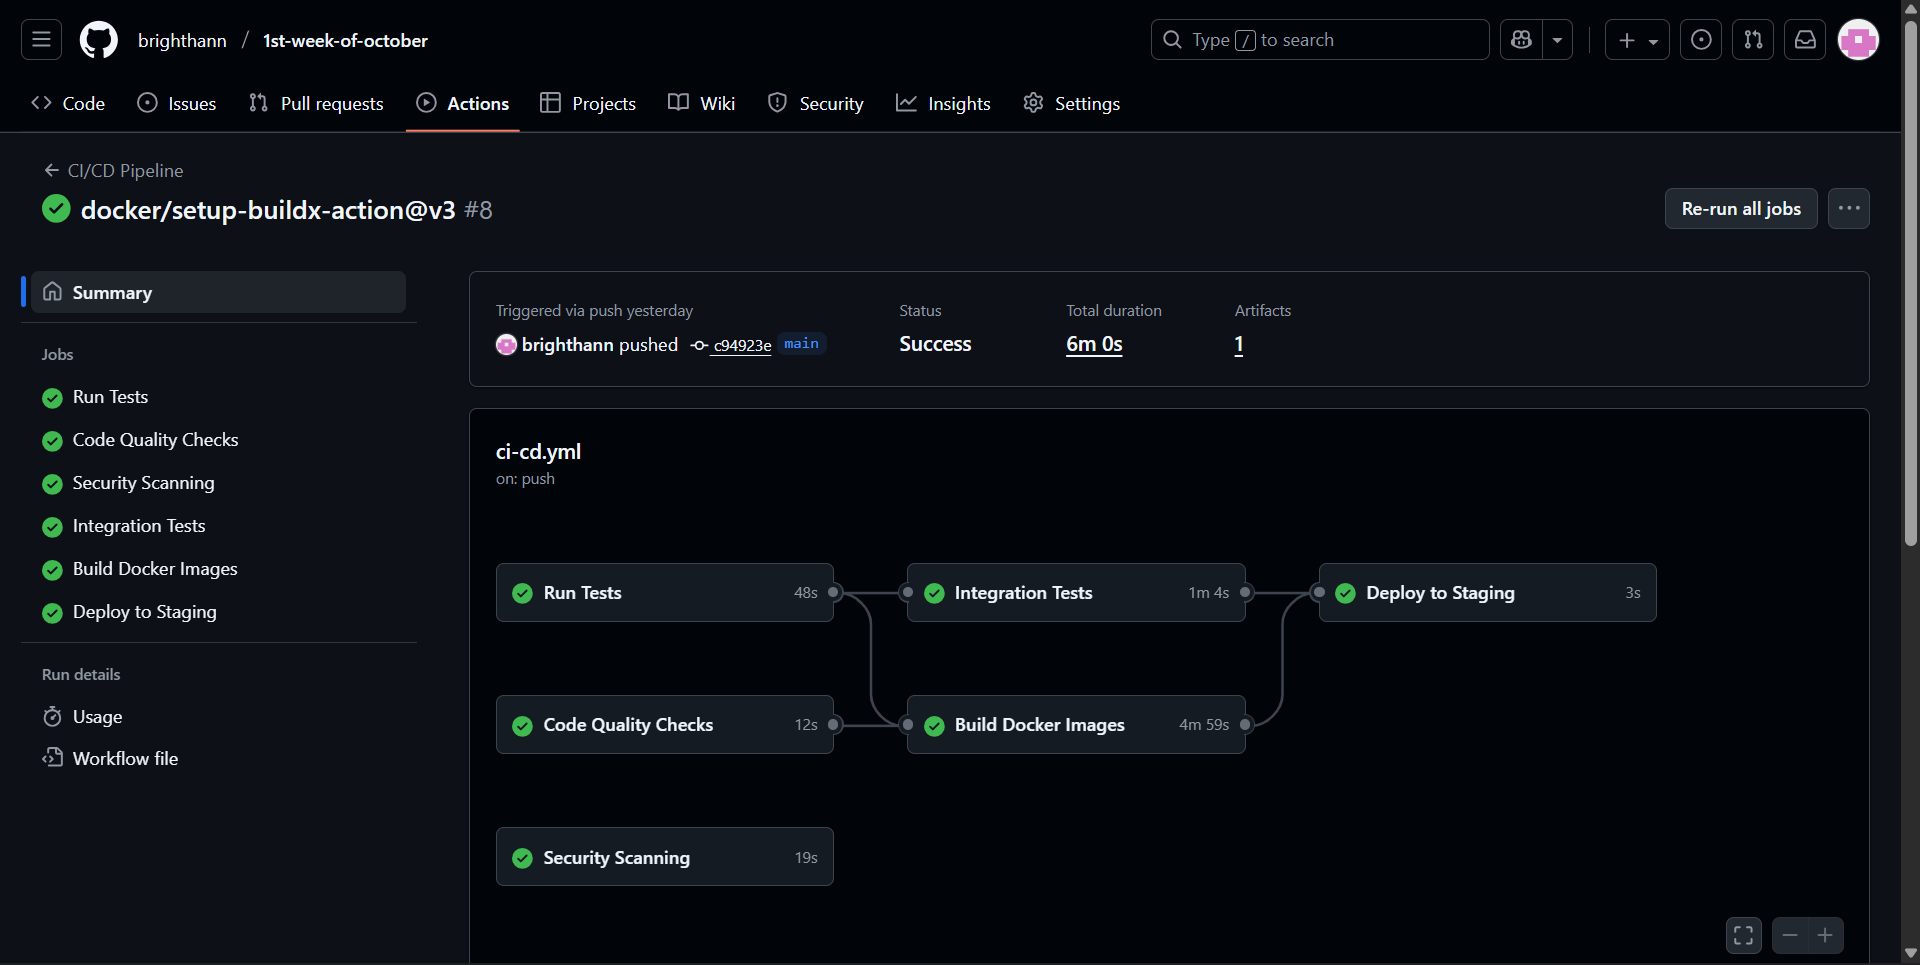 brighthann / 1st-week-of-october
Type / to search
Code Issues Pull requests Actions Projects Wiki Security Insights Settings
CI/CD Pipeline
docker/setup-buildx-action@v3 #8
Re-run all jobs
Summary
Jobs
Run Tests
Code Quality Checks
Security Scanning
Integration Tests
Build Docker Images
Deploy to Staging
Run details
Usage
Workflow file
Triggered via push yesterday
brighthann pushed c94923e main
Status
Success
Total duration
6m 0s
Artifacts
1
ci-cd.yml
on: push
Run Tests 48s
Integration Tests 1m 4s
Deploy to Staging 3s
Code Quality Checks 12s
Build Docker Images 4m 59s
Security Scanning 19s